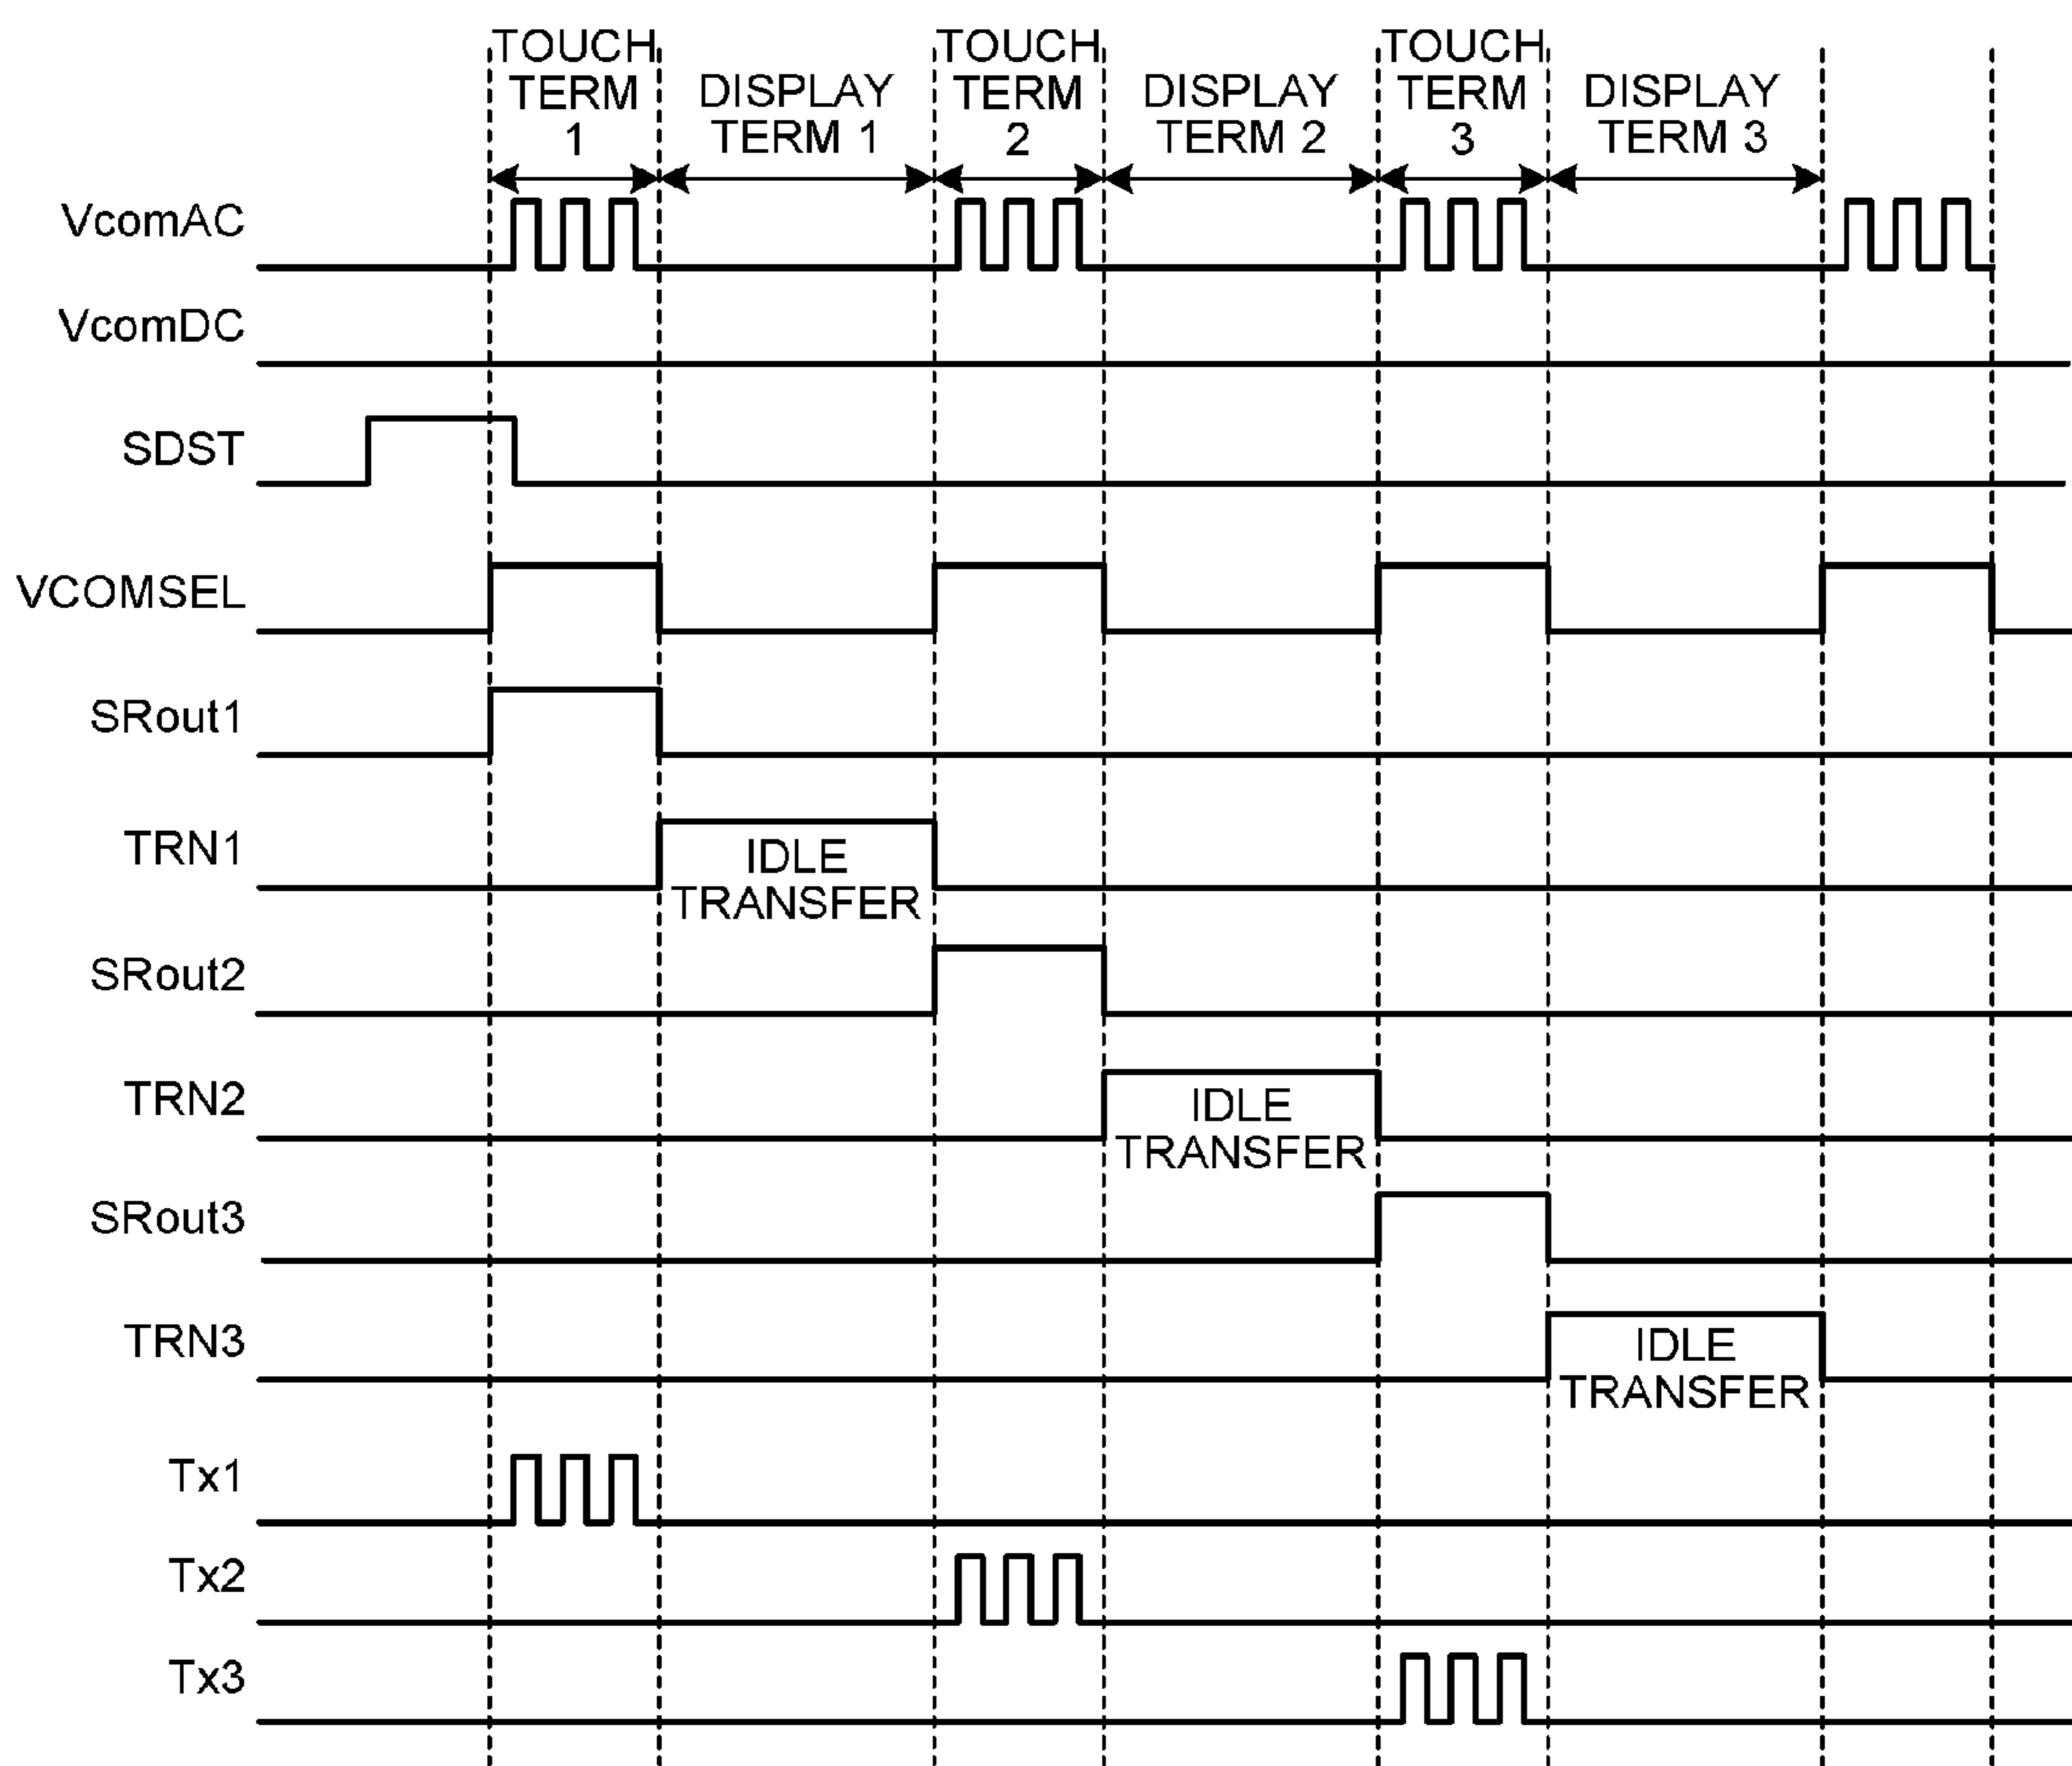 TOUCH
TERM
1
DISPLAY
TERM 1
TOUCH
TERM
2
DISPLAY
TERM 2
TOUCH
TERM
3
DISPLAY
TERM 3
VcomAC
VcomDC
SDST
VCOMSEL
SRout1
TRN1
IDLE
TRANSFER
SRout2
TRN2
IDLE
TRANSFER
SRout3
TRN3
IDLE
TRANSFER
Tx1
Tx2
Tx3